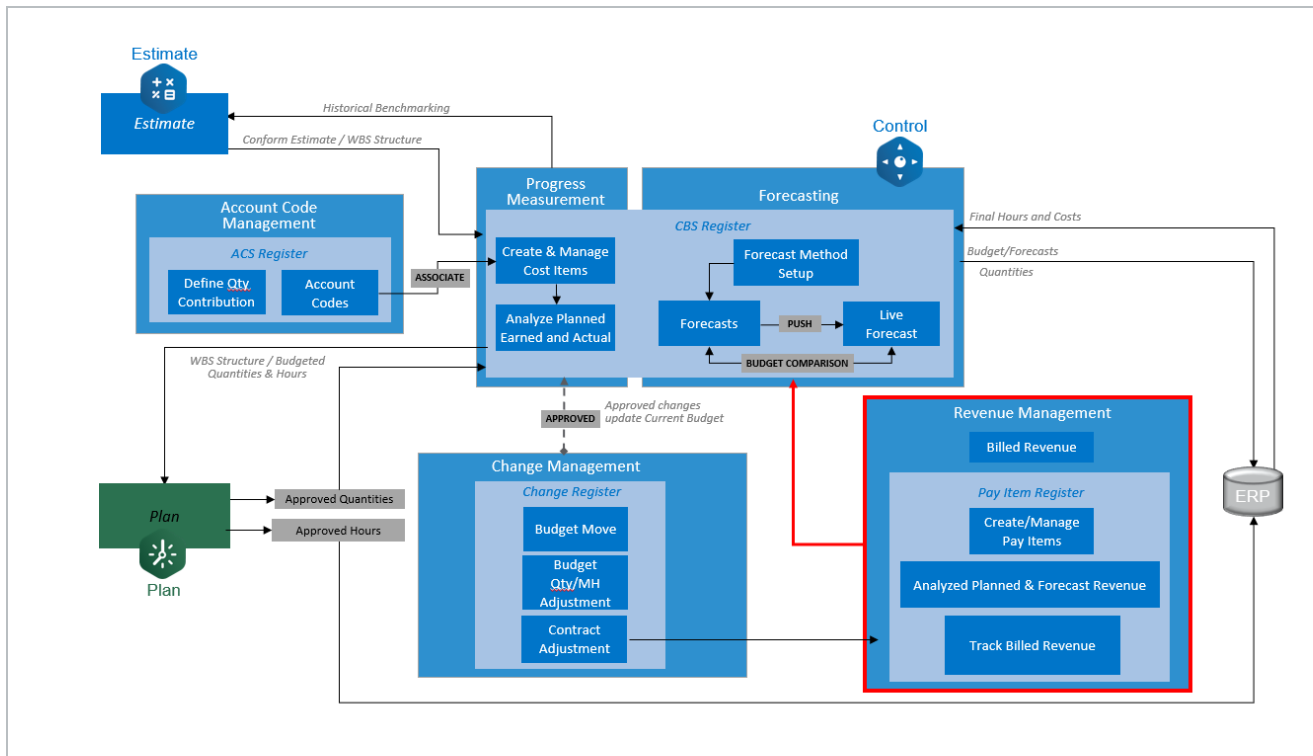 Estimate
Estimate
Historical Benchmarking
Conform Estimate / WBS Structure
Control
Account Code
Management
ACS Register
Define Qty
Contribution
Account
Codes
ASSOCIATE
Progress
Measurement
Forecasting
CBS Register
Create & Manage
Cost Items
Analyze Planned
Earned and Actual
Forecast Method
Setup
Forecasts
PUSH
Live
Forecast
BUDGET COMPARISON
Final Hours and Costs
Budget/Forecasts
Quantities
WBS Structure / Budgeted
Quantities & Hours
APPROVED
Approved changes
update Current Budget
Plan
Plan
Approved Quantities
Approved Hours
Change Management
Change Register
Budget Move
Budget
Qty/MH
Adjustment
Contract
Adjustment
Revenue Management
Billed Revenue
Pay Item Register
Create/Manage
Pay Items
Analyzed Planned & Forecast Revenue
Track Billed Revenue
ERP